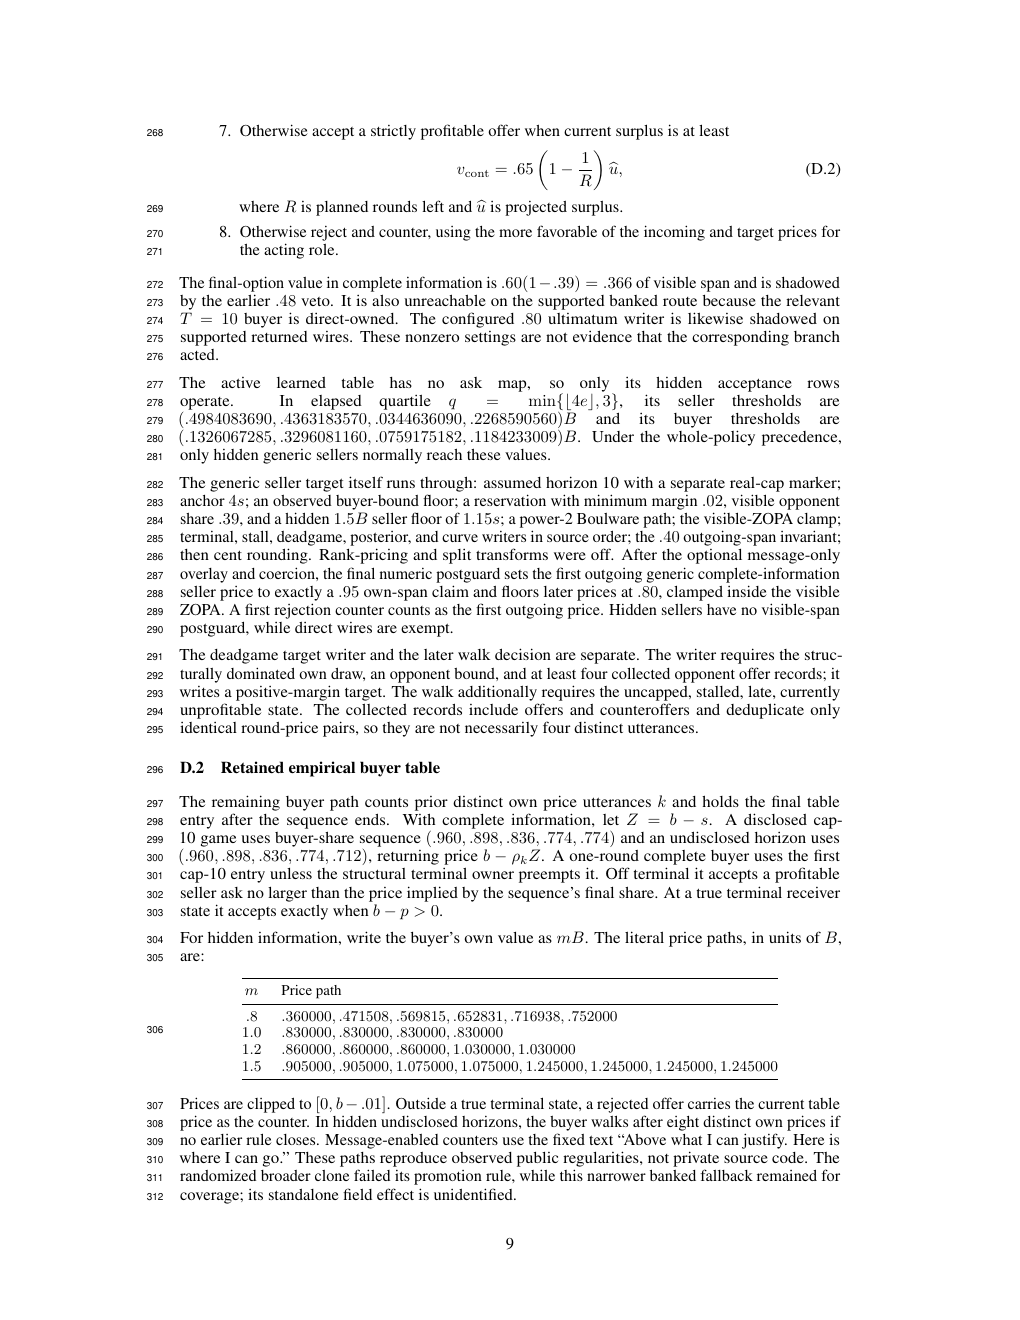 268 7. Otherwise accept a strictly profitable offer when current surplus is at least
v_cont = .65 (1 − 1/R) û, (D.2)
269 where R is planned rounds left and û is projected surplus.
270 8. Otherwise reject and counter, using the more favorable of the incoming and target prices for
271 the acting role.
272 The final-option value in complete information is .60(1−.39) = .366 of visible span and is shadowed
273 by the earlier .48 veto. It is also unreachable on the supported banked route because the relevant
274 T = 10 buyer is direct-owned. The configured .80 ultimatum writer is likewise shadowed on
275 supported returned wires. These nonzero settings are not evidence that the corresponding branch
276 acted.
277 The active learned table has no ask map, so only its hidden acceptance rows
278 operate. In elapsed quartile q = min{⌊4e⌋, 3}, its seller thresholds are
279 (.4984083690, .4363183570, .0344636090, .2268590560)B and its buyer thresholds are
280 (.1326067285, .3296081160, .0759175182, .1184233009)B. Under the whole-policy precedence,
281 only hidden generic sellers normally reach these values.
282 The generic seller target itself runs through: assumed horizon 10 with a separate real-cap marker;
283 anchor 4s; an observed buyer-bound floor; a reservation with minimum margin .02, visible opponent
284 share .39, and a hidden 1.5B seller floor of 1.15s; a power-2 Boulware path; the visible-ZOPA clamp;
285 terminal, stall, deadgame, posterior, and curve writers in source order; the .40 outgoing-span invariant;
286 then cent rounding. Rank-pricing and split transforms were off. After the optional message-only
287 overlay and coercion, the final numeric postguard sets the first outgoing generic complete-information
288 seller price to exactly a .95 own-span claim and floors later prices at .80, clamped inside the visible
289 ZOPA. A first rejection counter counts as the first outgoing price. Hidden sellers have no visible-span
290 postguard, while direct wires are exempt.
291 The deadgame target writer and the later walk decision are separate. The writer requires the struc-
292 turally dominated own draw, an opponent bound, and at least four collected opponent offer records; it
293 writes a positive-margin target. The walk additionally requires the uncapped, stalled, late, currently
294 unprofitable state. The collected records include offers and counteroffers and deduplicate only
295 identical round-price pairs, so they are not necessarily four distinct utterances.
296 D.2 Retained empirical buyer table
297 The remaining buyer path counts prior distinct own price utterances k and holds the final table
298 entry after the sequence ends. With complete information, let Z = b − s. A disclosed cap-
299 10 game uses buyer-share sequence (.960, .898, .836, .774, .774) and an undisclosed horizon uses
300 (.960, .898, .836, .774, .712), returning price b − ρ_kZ. A one-round complete buyer uses the first
301 cap-10 entry unless the structural terminal owner preempts it. Off terminal it accepts a profitable
302 seller ask no larger than the price implied by the sequence's final share. At a true terminal receiver
303 state it accepts exactly when b − p > 0.
304 For hidden information, write the buyer's own value as mB. The literal price paths, in units of B,
305 are:
m Price path
.8 .360000, .471508, .569815, .652831, .716938, .752000
306 1.0 .830000, .830000, .830000, .830000
1.2 .860000, .860000, .860000, 1.030000, 1.030000
1.5 .905000, .905000, 1.075000, 1.075000, 1.245000, 1.245000, 1.245000, 1.245000
307 Prices are clipped to [0, b − .01]. Outside a true terminal state, a rejected offer carries the current table
308 price as the counter. In hidden undisclosed horizons, the buyer walks after eight distinct own prices if
309 no earlier rule closes. Message-enabled counters use the fixed text “Above what I can justify. Here is
310 where I can go.” These paths reproduce observed public regularities, not private source code. The
311 randomized broader clone failed its promotion rule, while this narrower banked fallback remained for
312 coverage; its standalone field effect is unidentified.
9